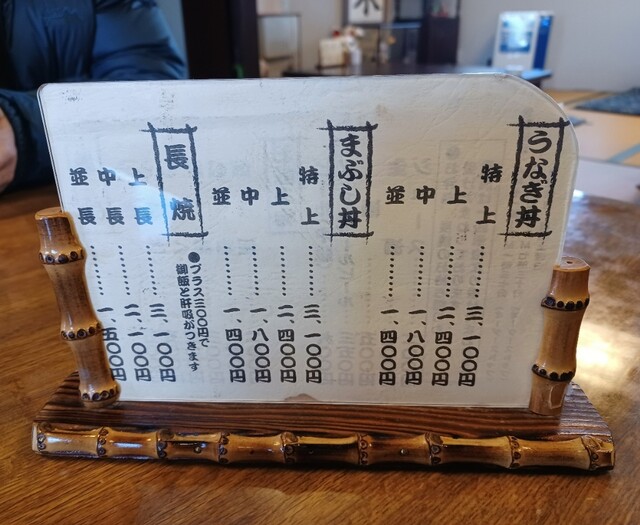 うなぎ丼
特上………三、一〇〇円
上………二、四〇〇円
中………一、八〇〇円
並………一、四〇〇円
まぶし丼
特上………三、一〇〇円
上………二、四〇〇円
中………一、八〇〇円
並………一、四〇〇円
長焼
●プラス三〇〇円で
御飯と肝吸がつきます
上長………三、一〇〇円
中長………二、一〇〇円
並長………一、五〇〇円